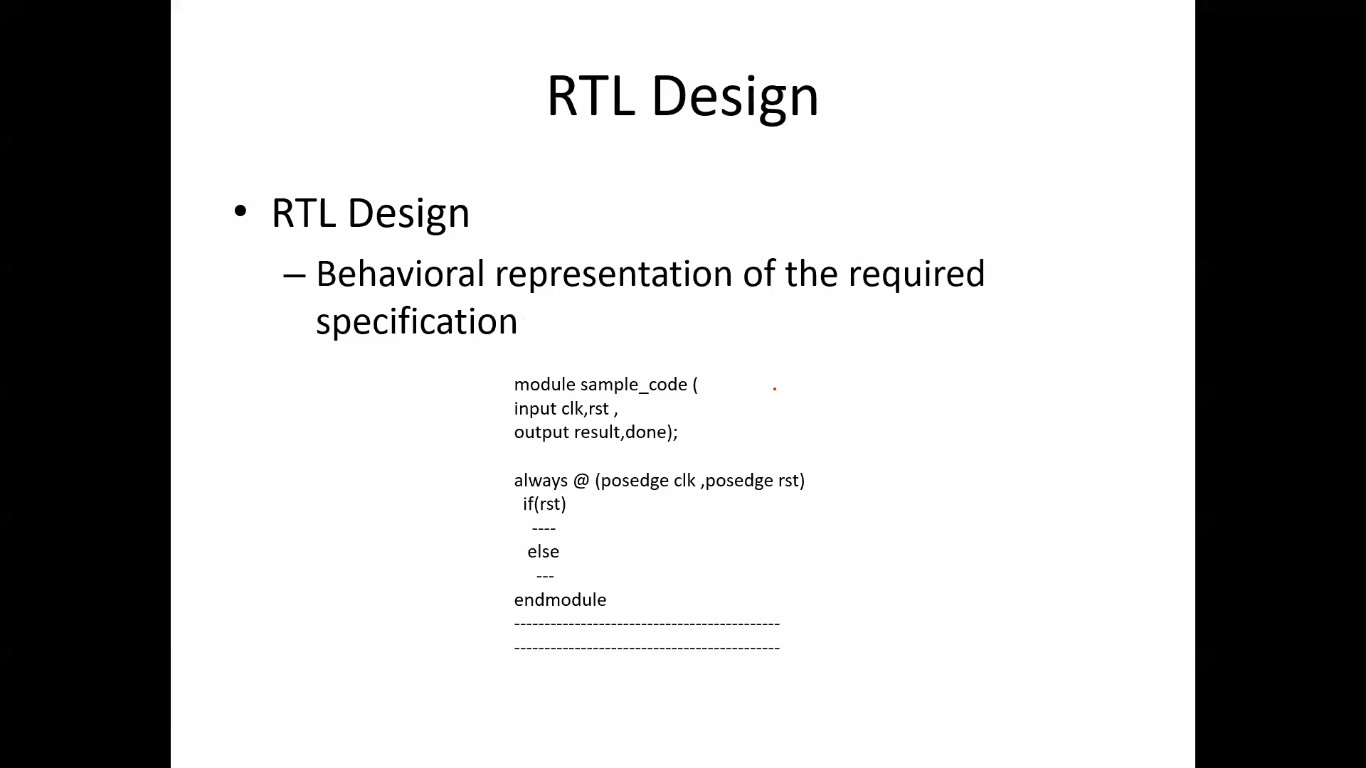 RTL Design
• RTL Design
– Behavioral representation of the required
specification
module sample_code (
input clk,rst ,
output result,done);
always @ (posedge clk ,posedge rst)
if(rst)
----
else
---
endmodule
--------------------------------------------
--------------------------------------------